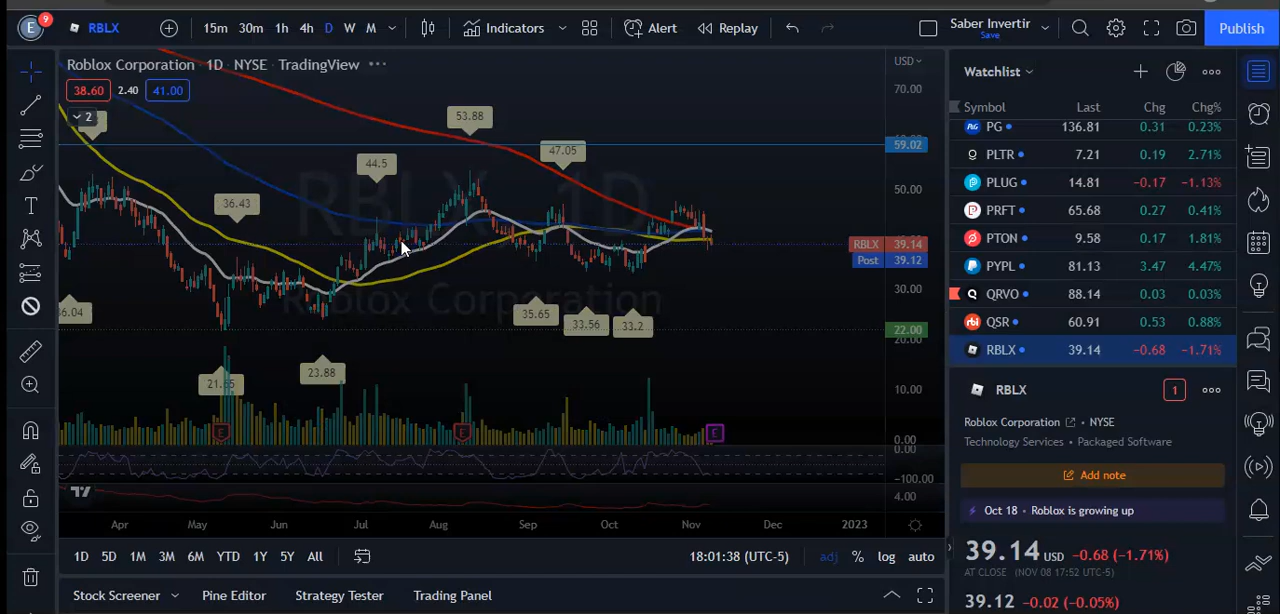 E 9 RBLX 15m 30m 1h 4h D W M Indicators Alert Replay Saber Invertir Save Publish
Roblox Corporation · 1D · NYSE · TradingView
38.60 2.40 41.00
2
RBLX 1D
Roblox Corporation
53.88
47.05
44.5
36.43
35.65
33.56
33.2
23.88
USD
70.00
59.02
50.00
RBLX 39.14
Post 39.12
30.00
22.00
20.00
10.00
0.00
0.00
−100.00
4.00
E E E
Apr May Jun Jul Aug Sep Oct Nov Dec 2023
1D 5D 1M 3M 6M YTD 1Y 5Y All 18:01:38 (UTC-5) adj % log auto
Stock Screener Pine Editor Strategy Tester Trading Panel
Watchlist
Symbol Last Chg Chg%
PG 136.81 0.31 0.23%
PLTR 7.21 0.19 2.71%
PLUG 14.81 −0.17 −1.13%
PRFT 65.68 0.27 0.41%
PTON 9.58 0.17 1.81%
PYPL 81.13 3.47 4.47%
QRVO 88.14 0.03 0.03%
QSR 60.91 0.53 0.88%
RBLX 39.14 −0.68 −1.71%
RBLX 1
Roblox Corporation · NYSE
Technology Services · Packaged Software
Add note
Oct 18 · Roblox is growing up
39.14 USD −0.68 (−1.71%)
AT CLOSE (NOV 08 17:52 UTC-5)
39.12 −0.02 (−0.05%)